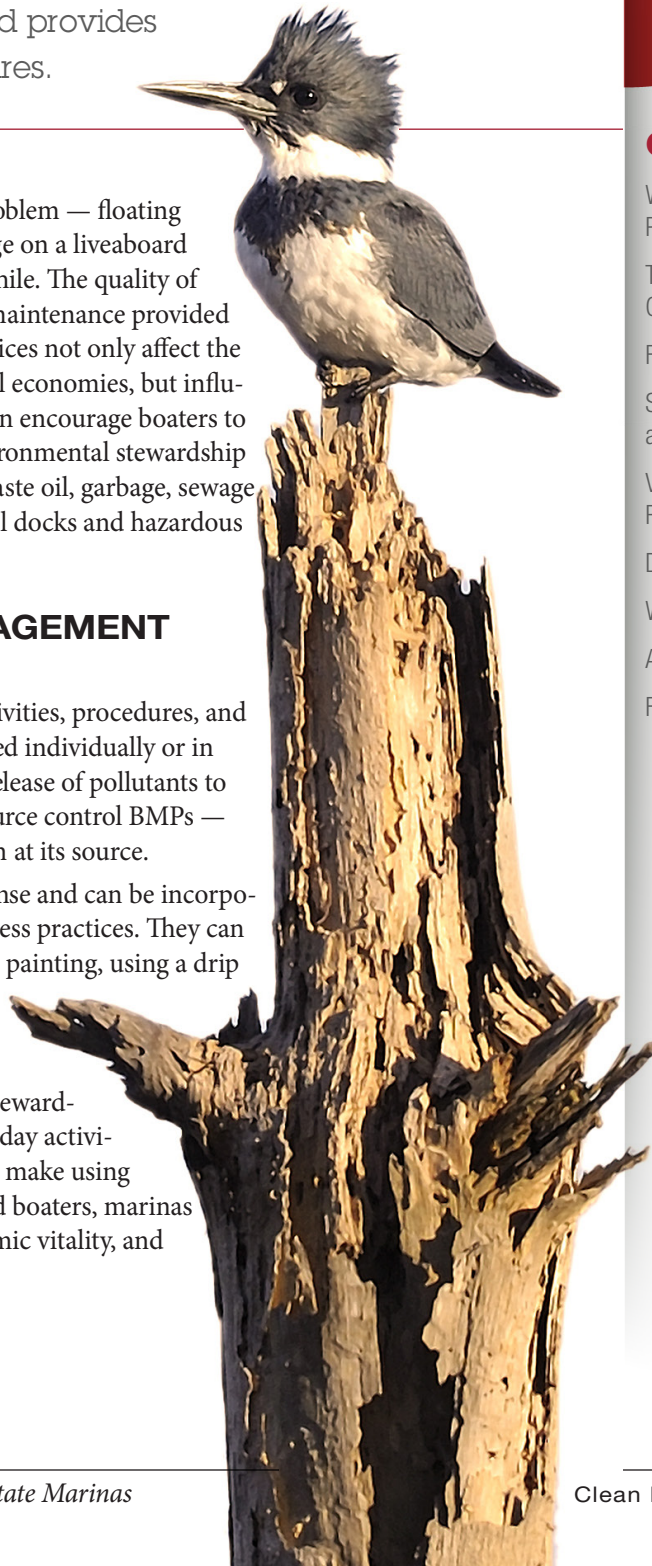 d provides
res.
oblem — floating
ge on a liveaboard
hile. The quality of
maintenance provided
ices not only affect the
l economies, but influ-
n encourage boaters to
ronmental stewardship
aste oil, garbage, sewage
l docks and hazardous
AGEMENT
ivities, procedures, and
ed individually or in
elease of pollutants to
urce control BMPs —
n at its source.
nse and can be incorpo-
ess practices. They can
painting, using a drip
eward-
day activi-
make using
d boaters, marinas
mic vitality, and
tate Marinas
Clean